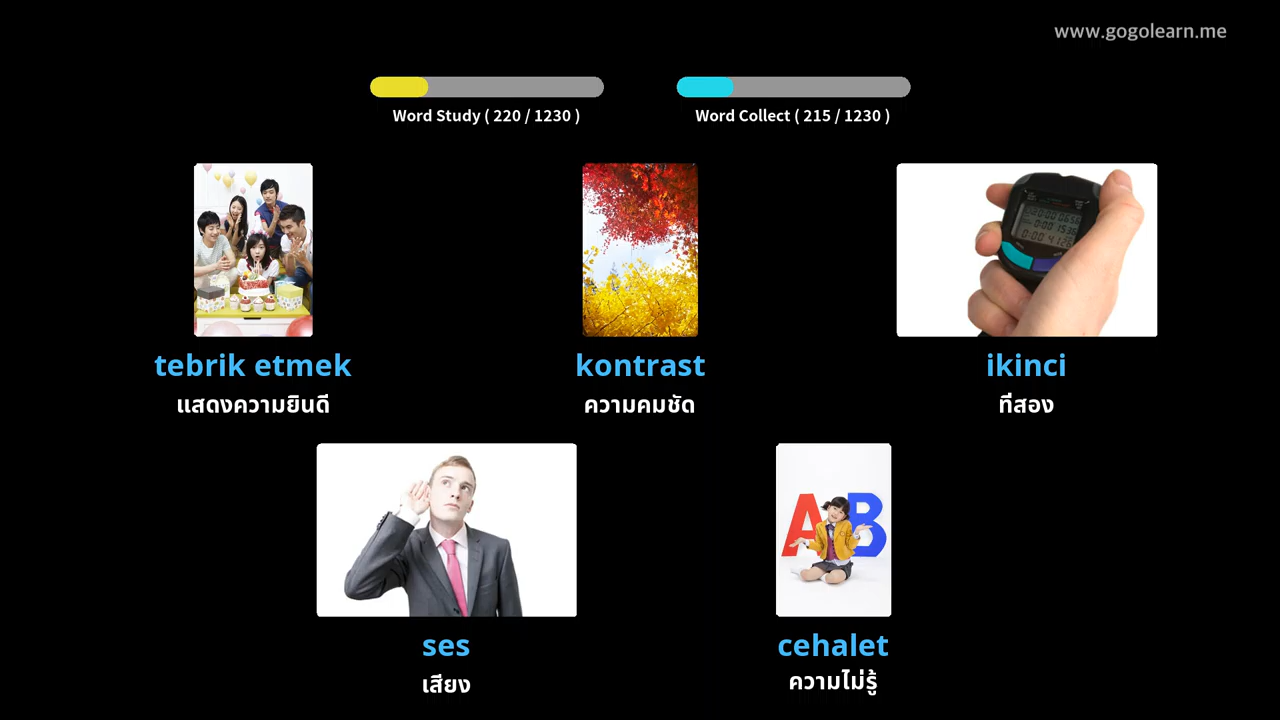 www.gogolearn.me
Word Study ( 220 / 1230 )
Word Collect ( 215 / 1230 )
tebrik etmek
แสดงความยินดี
kontrast
ความคมชัด
ikinci
ที่สอง
ses
เสียง
cehalet
ความไม่รู้
A B